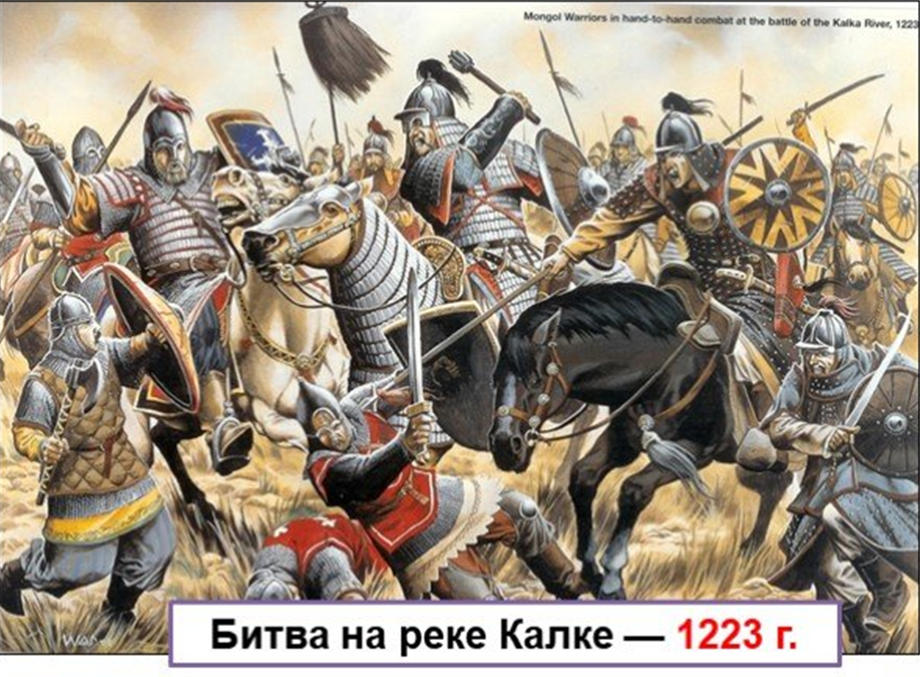 Mongol Warriors in hand-to-hand combat at the battle of the Kalka River, 1223
Битва на реке Калке — 1223 г.